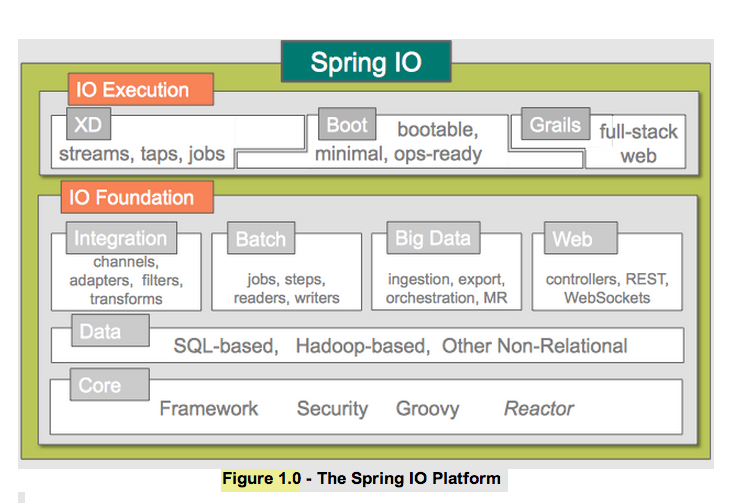 Spring IO
IO Execution
XD
streams, taps, jobs
Boot
bootable,
minimal, ops-ready
Grails
full-stack
web
IO Foundation
Integration
channels,
adapters, filters,
transforms
Batch
jobs, steps,
readers, writers
Big Data
ingestion, export,
orchestration, MR
Web
controllers, REST,
WebSockets
Data
SQL-based, Hadoop-based, Other Non-Relational
Core
Framework Security Groovy Reactor
Figure 1.0 - The Spring IO Platform